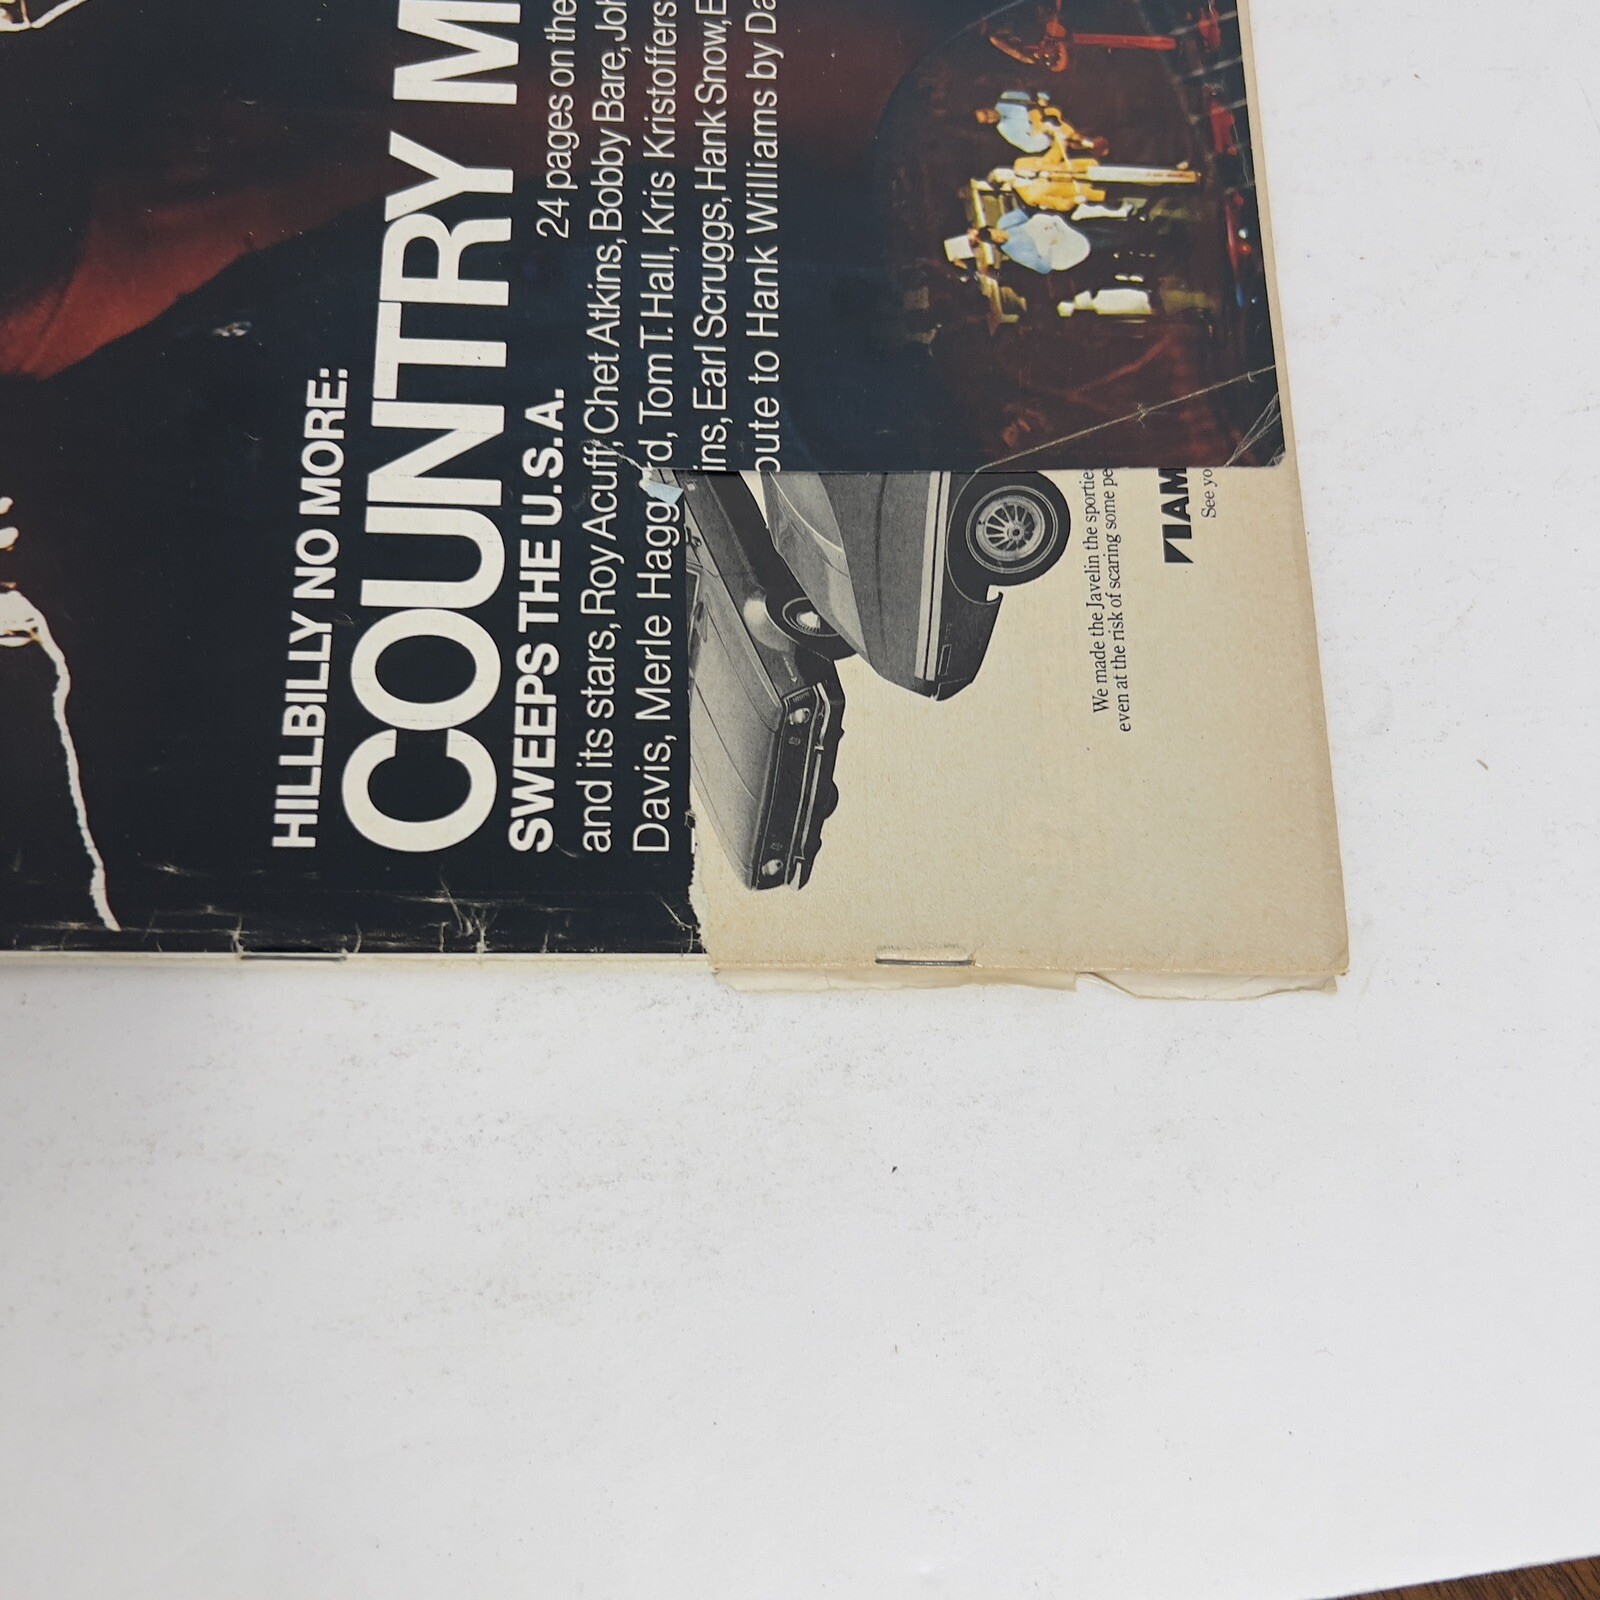 HILLBILLY NO MORE:
COUNTRY M
SWEEPS THE U.S.A.
24 pages on the
and its stars, Roy Acuff, Chet Atkins, Bobby Bare, Joh
Davis, Merle Haggard, Tom T. Hall, Kris Kristoffers
ins, Earl Scruggs, Hank Snow, E
bute to Hank Williams by Da
We made the Javelin the sportie
even at the risk of scaring some pe
AM
See yo